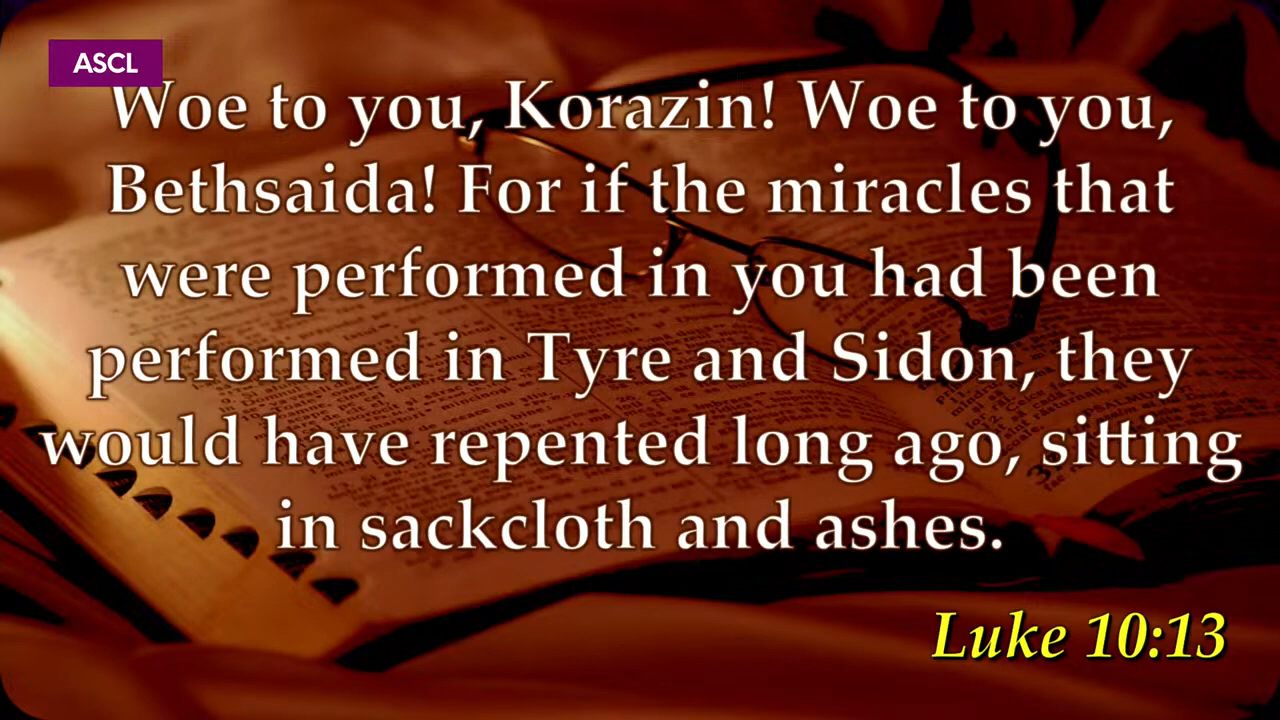 ASCL
Woe to you, Korazin! Woe to you,
Bethsaida! For if the miracles that
were performed in you had been
performed in Tyre and Sidon, they
would have repented long ago, sitting
in sackcloth and ashes.
Luke 10:13